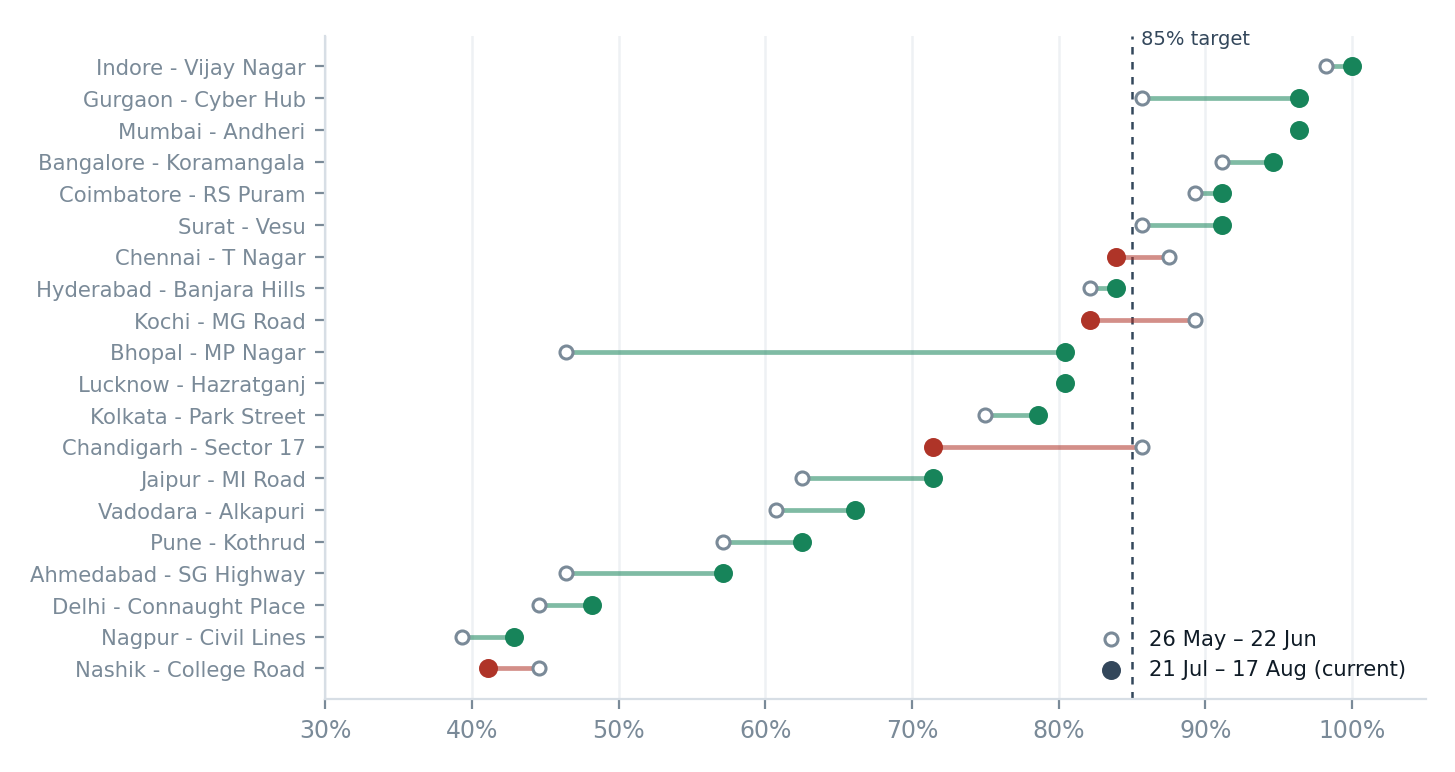 85% target
Indore - Vijay Nagar
Gurgaon - Cyber Hub
Mumbai - Andheri
Bangalore - Koramangala
Coimbatore - RS Puram
Surat - Vesu
Chennai - T Nagar
Hyderabad - Banjara Hills
Kochi - MG Road
Bhopal - MP Nagar
Lucknow - Hazratganj
Kolkata - Park Street
Chandigarh - Sector 17
Jaipur - MI Road
Vadodara - Alkapuri
Pune - Kothrud
Ahmedabad - SG Highway
Delhi - Connaught Place
Nagpur - Civil Lines
Nashik - College Road
26 May – 22 Jun
21 Jul – 17 Aug (current)
30% 40% 50% 60% 70% 80% 90% 100%